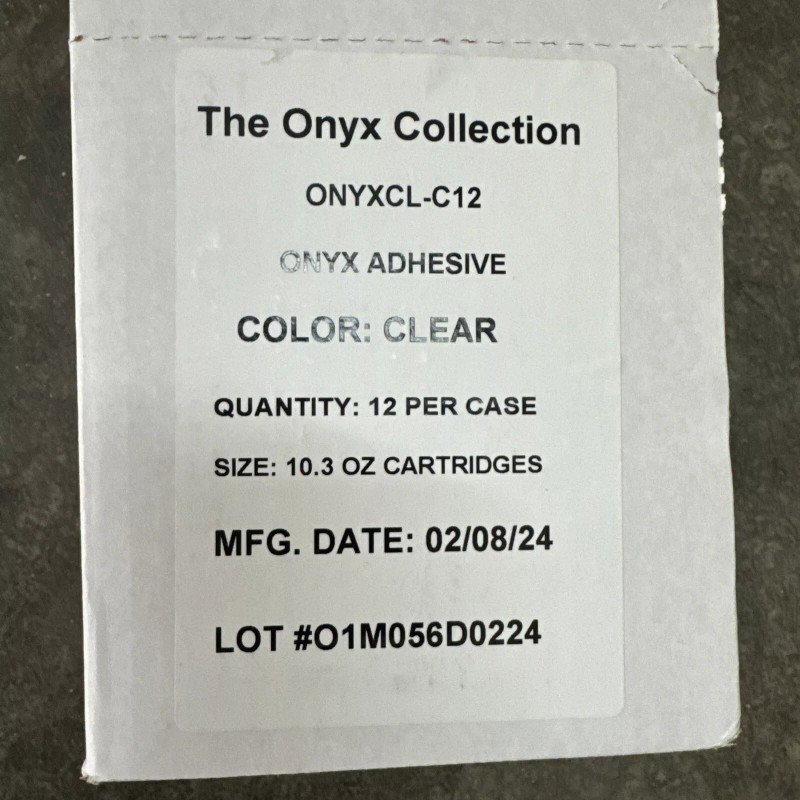 The Onyx Collection
ONYXCL-C12
ONYX ADHESIVE
COLOR: CLEAR
QUANTITY: 12 PER CASE
SIZE: 10.3 OZ CARTRIDGES
MFG. DATE: 02/08/24
LOT #O1M056D0224